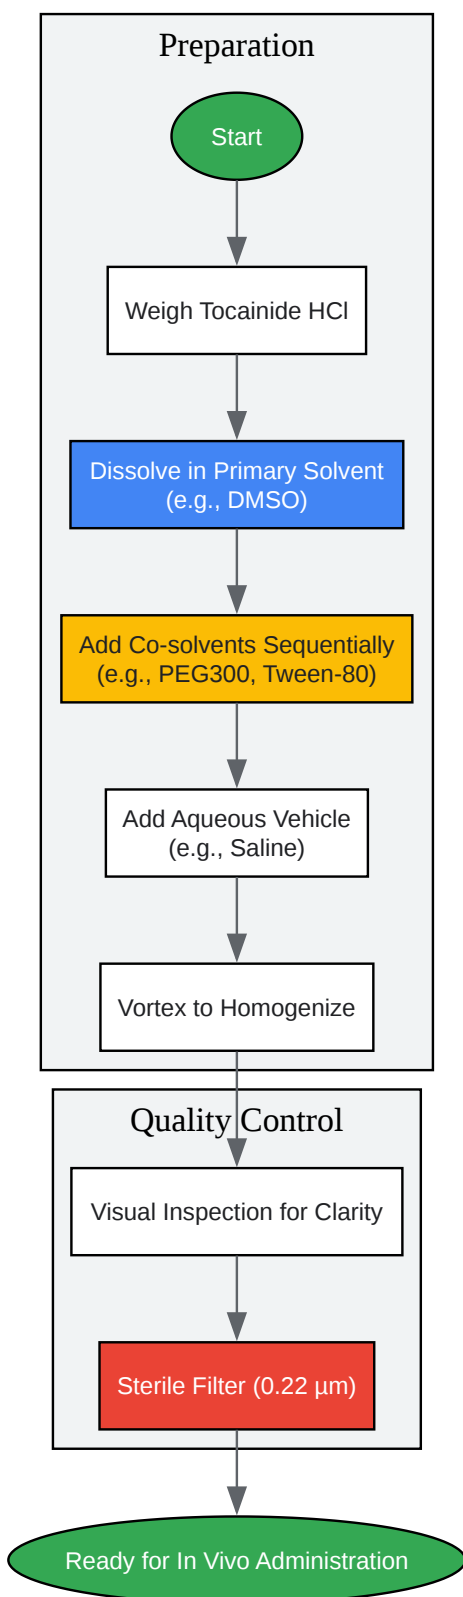 Preparation
Start
Weigh Tocainide HCl
Dissolve in Primary Solvent
(e.g., DMSO)
Add Co-solvents Sequentially
(e.g., PEG300, Tween-80)
Add Aqueous Vehicle
(e.g., Saline)
Vortex to Homogenize
Quality Control
Visual Inspection for Clarity
Sterile Filter (0.22 µm)
Ready for In Vivo Administration